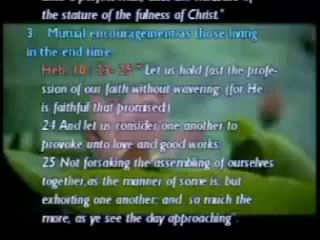 the stature of the fulness of Christ."
3. Mutual encouragement as those living
in the end time.
Heb. 10: 23- 25 " Let us hold fast the profe-
ssion of our faith without wavering: (for He
is faithful that promised:)
24 And let us consider one another to
provoke unto love and good works:
25 Not forsaking the assembling of ourselves
together,as the manner of some is; but
exhorting one another: and so much the
more, as ye see the day approaching".